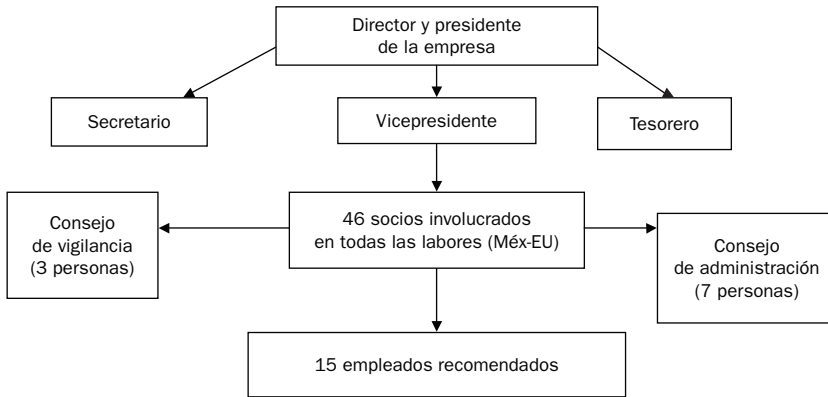 Director y presidente
de la empresa
Secretario
Vicepresidente
Tesorero
Consejo
de vigilancia
(3 personas)
46 socios involucrados
en todas las labores (Méx-EU)
Consejo
de administración
(7 personas)
15 empleados recomendados